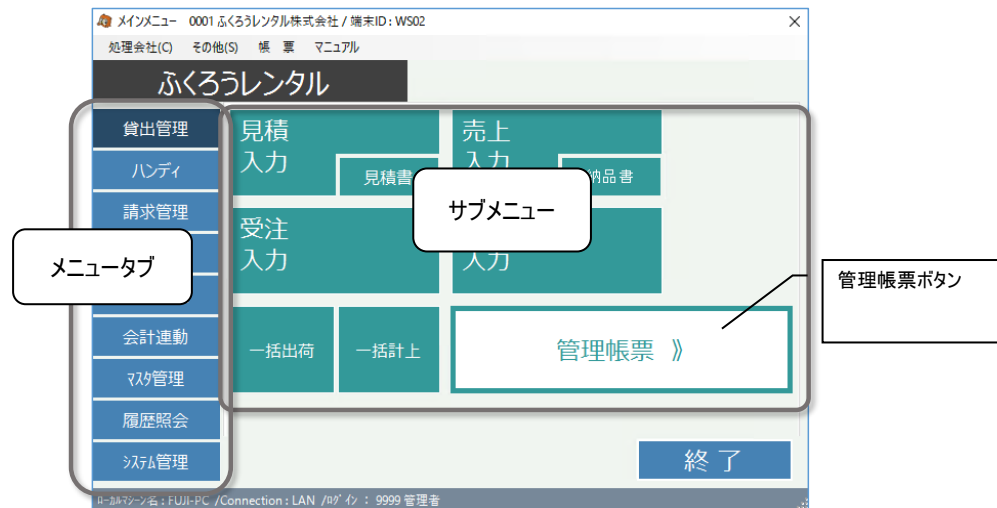 メインメニュー 0001 ふくろうレンタル株式会社 / 端末ID : WS02
処理会社(C) その他(S) 帳 票 マニュアル
ふくろうレンタル
貸出管理
ハンディ
請求管理
会計連動
ﾏｽﾀ管理
履歴照会
ｼｽﾃﾑ管理
メニュータブ
見積
入力
見積書
売上
入力
納品書
サブメニュー
受注
入力
入力
一括出荷
一括計上
管理帳票 》
管理帳票ボタン
終 了
ﾛｰｶﾙﾏｼｰﾝ名 : FUJI-PC /Connection : LAN /ﾛｸﾞｲﾝ : 9999 管理者